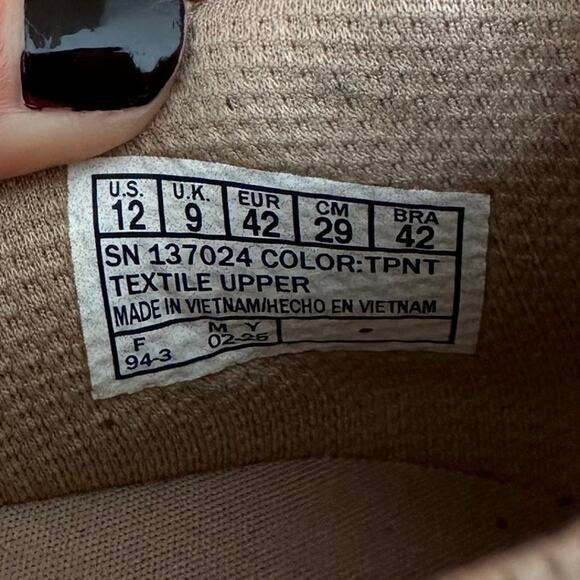 U.S. U.K. EUR CM BRA
12 9 42 29 42
SN 137024 COLOR:TPNT
TEXTILE UPPER
MADE IN VIETNAM/HECHO EN VIETNAM
F M Y
94-3 02-25